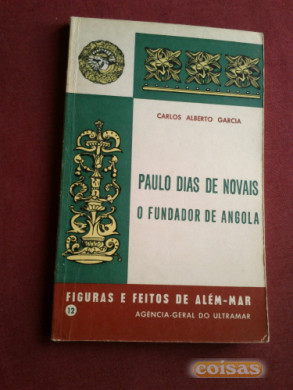 CARLOS ALBERTO GARCIA
PAULO DIAS DE NOVAIS
O FUNDADOR DE ANGOLA
FIGURAS E FEITOS DE ALÉM-MAR
12
AGÊNCIA-GERAL DO ULTRAMAR
coisas